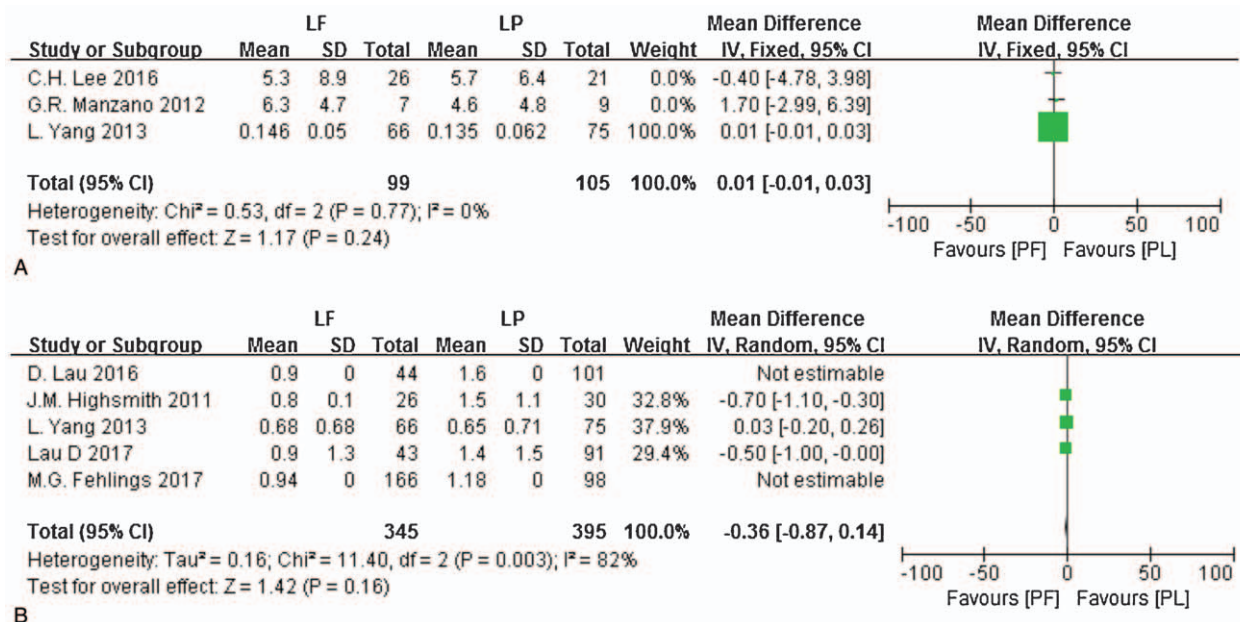 LF LP Mean Difference Mean Difference
Study or Subgroup Mean SD Total Mean SD Total Weight IV, Fixed, 95% CI IV, Fixed, 95% CI
C.H. Lee 2016 5.3 8.9 26 5.7 6.4 21 0.0% -0.40 [-4.78, 3.98]
G.R. Manzano 2012 6.3 4.7 7 4.6 4.8 9 0.0% 1.70 [-2.99, 6.39]
L. Yang 2013 0.146 0.05 66 0.135 0.062 75 100.0% 0.01 [-0.01, 0.03]
Total (95% CI) 99 105 100.0% 0.01 [-0.01, 0.03]
Heterogeneity: Chi² = 0.53, df = 2 (P = 0.77); I² = 0%
Test for overall effect: Z = 1.17 (P = 0.24)
-100 -50 0 50 100
Favours [PF] Favours [PL]
A
LF LP Mean Difference Mean Difference
Study or Subgroup Mean SD Total Mean SD Total Weight IV, Random, 95% CI IV, Random, 95% CI
D. Lau 2016 0.9 0 44 1.6 0 101 Not estimable
J.M. Highsmith 2011 0.8 0.1 26 1.5 1.1 30 32.8% -0.70 [-1.10, -0.30]
L. Yang 2013 0.68 0.68 66 0.65 0.71 75 37.9% 0.03 [-0.20, 0.26]
Lau D 2017 0.9 1.3 43 1.4 1.5 91 29.4% -0.50 [-1.00, -0.00]
M.G. Fehlings 2017 0.94 0 166 1.18 0 98 Not estimable
Total (95% CI) 345 395 100.0% -0.36 [-0.87, 0.14]
Heterogeneity: Tau² = 0.16; Chi² = 11.40, df = 2 (P = 0.003); I² = 82%
Test for overall effect: Z = 1.42 (P = 0.16)
-100 -50 0 50 100
Favours [PF] Favours [PL]
B